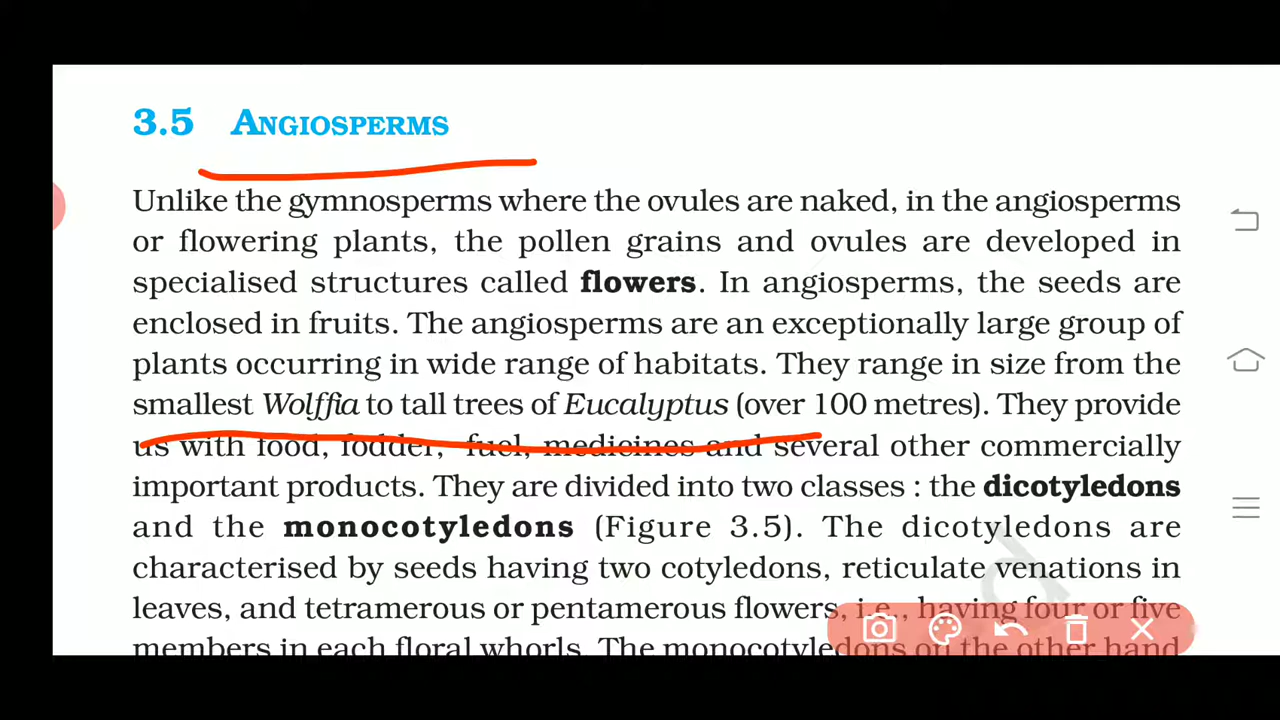 3.5 ANGIOSPERMS
Unlike the gymnosperms where the ovules are naked, in the angiosperms
or flowering plants, the pollen grains and ovules are developed in
specialised structures called flowers. In angiosperms, the seeds are
enclosed in fruits. The angiosperms are an exceptionally large group of
plants occurring in wide range of habitats. They range in size from the
smallest Wolffia to tall trees of Eucalyptus (over 100 metres). They provide
us with food, fodder, fuel, medicines and several other commercially
important products. They are divided into two classes : the dicotyledons
and the monocotyledons (Figure 3.5). The dicotyledons are
characterised by seeds having two cotyledons, reticulate venations in
leaves, and tetramerous or pentamerous flowers, i.e., having four or five
members in each floral whorls. The monocotyledons on the other hand